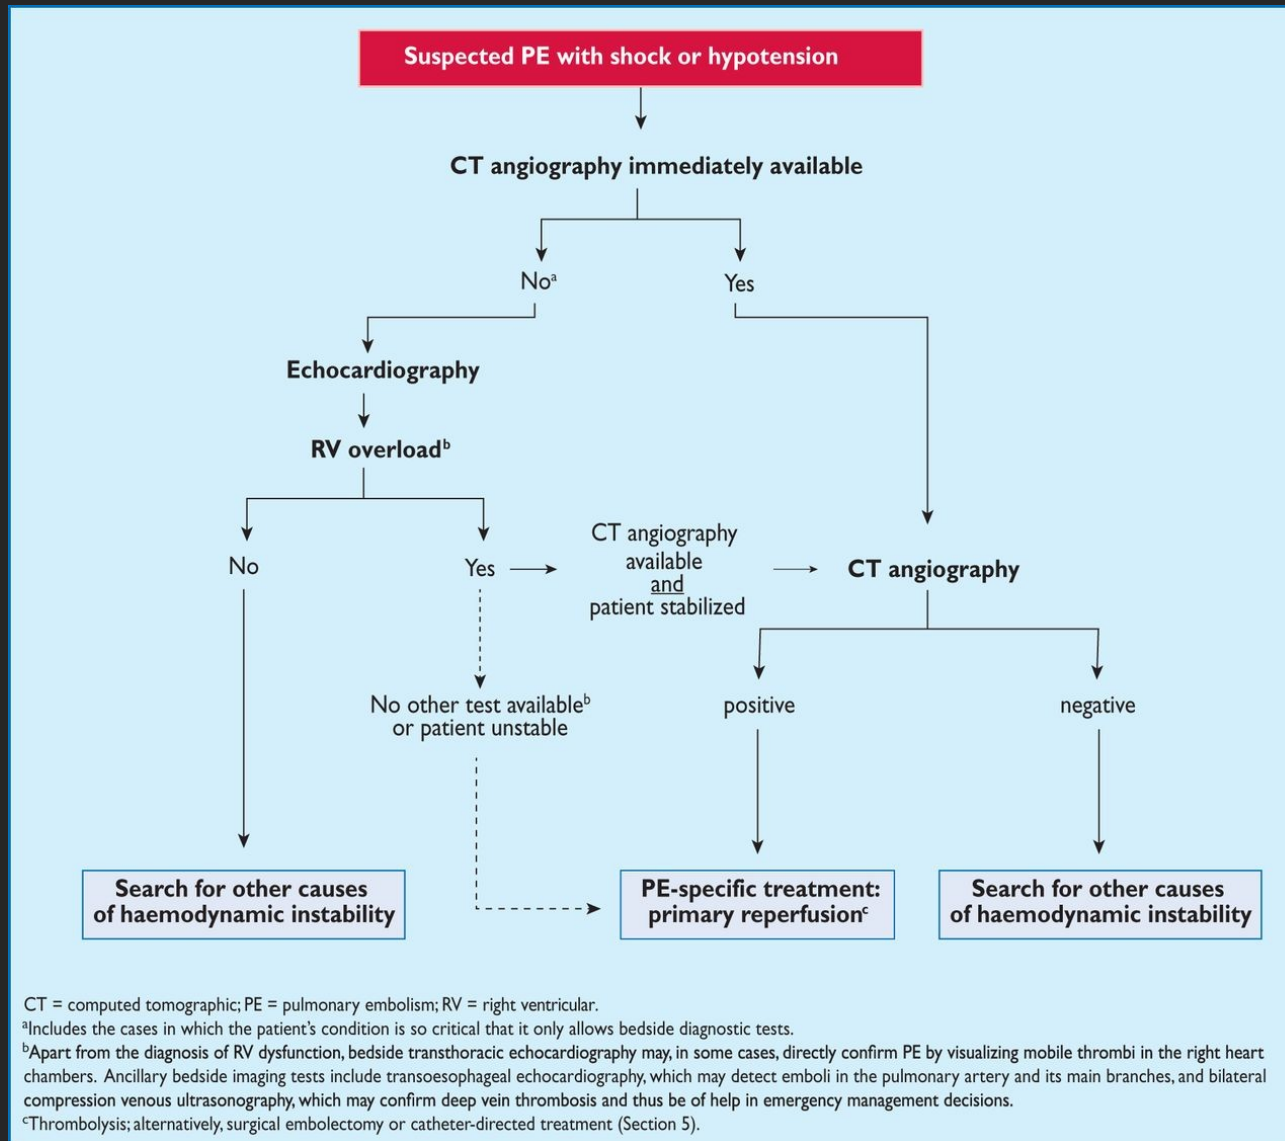 Suspected PE with shock or hypotension
CT angiography immediately available
Noᵃ
Yes
Echocardiography
RV overloadᵇ
No
Yes
CT angiography
available
and
patient stabilized
CT angiography
No other test availableᵇ
or patient unstable
positive
negative
Search for other causes
of haemodynamic instability
PE-specific treatment:
primary reperfusionᶜ
Search for other causes
of haemodynamic instability
CT = computed tomographic; PE = pulmonary embolism; RV = right ventricular.
ᵃIncludes the cases in which the patient's condition is so critical that it only allows bedside diagnostic tests.
ᵇApart from the diagnosis of RV dysfunction, bedside transthoracic echocardiography may, in some cases, directly confirm PE by visualizing mobile thrombi in the right heart
chambers. Ancillary bedside imaging tests include transoesophageal echocardiography, which may detect emboli in the pulmonary artery and its main branches, and bilateral
compression venous ultrasonography, which may confirm deep vein thrombosis and thus be of help in emergency management decisions.
ᶜThrombolysis; alternatively, surgical embolectomy or catheter-directed treatment (Section 5).